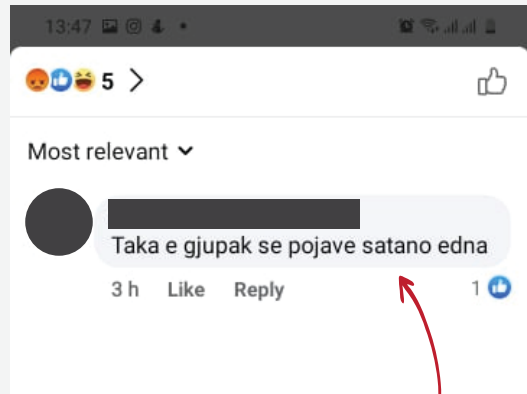 13:47
5
Most relevant
Taka e gjupak se pojave satano edna
3 h Like Reply 1